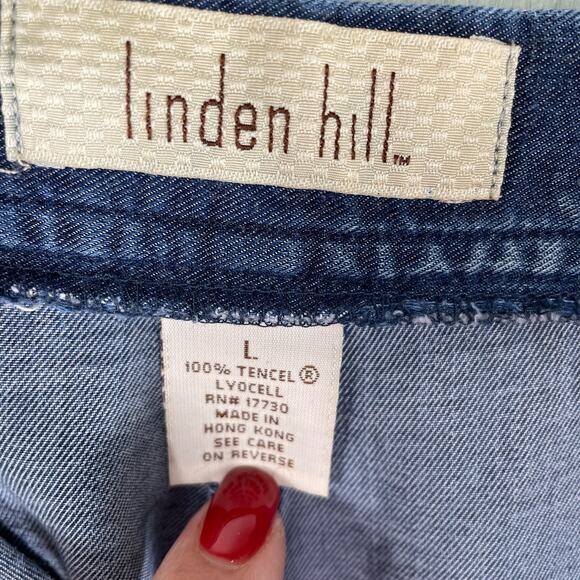 linden hill™
L
100% TENCEL®
LYOCELL
RN# 17730
MADE IN
HONG KONG
SEE CARE
ON REVERSE